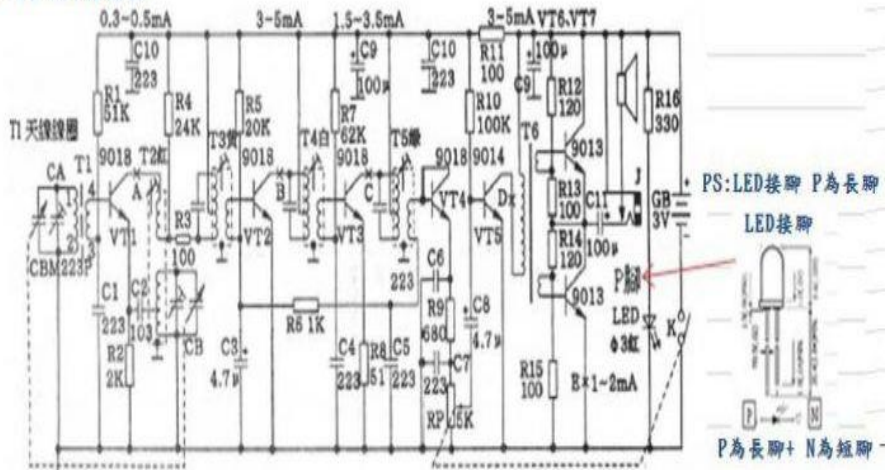 0.3~0.5mA
3~5mA
1.5~3.5mA
3~5mA
VT6、VT7
C10
223
C9
100μ
C10
223
R11
100
C9
100μ
R12
120
R1
51K
R4
24K
R5
20K
R7
62K
R10
100K
R16
330
T1 天線線圈
T2紅
T3黃
T4白
T5綠
T6
CA
T1
9018
9018
9018
9018
9014
9013
A
B
C
D×
4
3
VT1
VT2
VT3
VT4
VT5
R3
100
R13
100
C11
100μ
R14
120
J
GB
3V
CBM223P
C1
223
C2
103
CB
R2
2K
C3
4.7μ
R6 1K
C4
223
R8
51
C5
223
223
C6
R9
680
C7
223
RP
5K
C8
4.7μ
9013
R15
100
E×1~2mA
P腳
LED
ф3紅
K
PS:LED接腳 P為長腳
LED接腳
P
N
P為長腳+ N為短腳 -